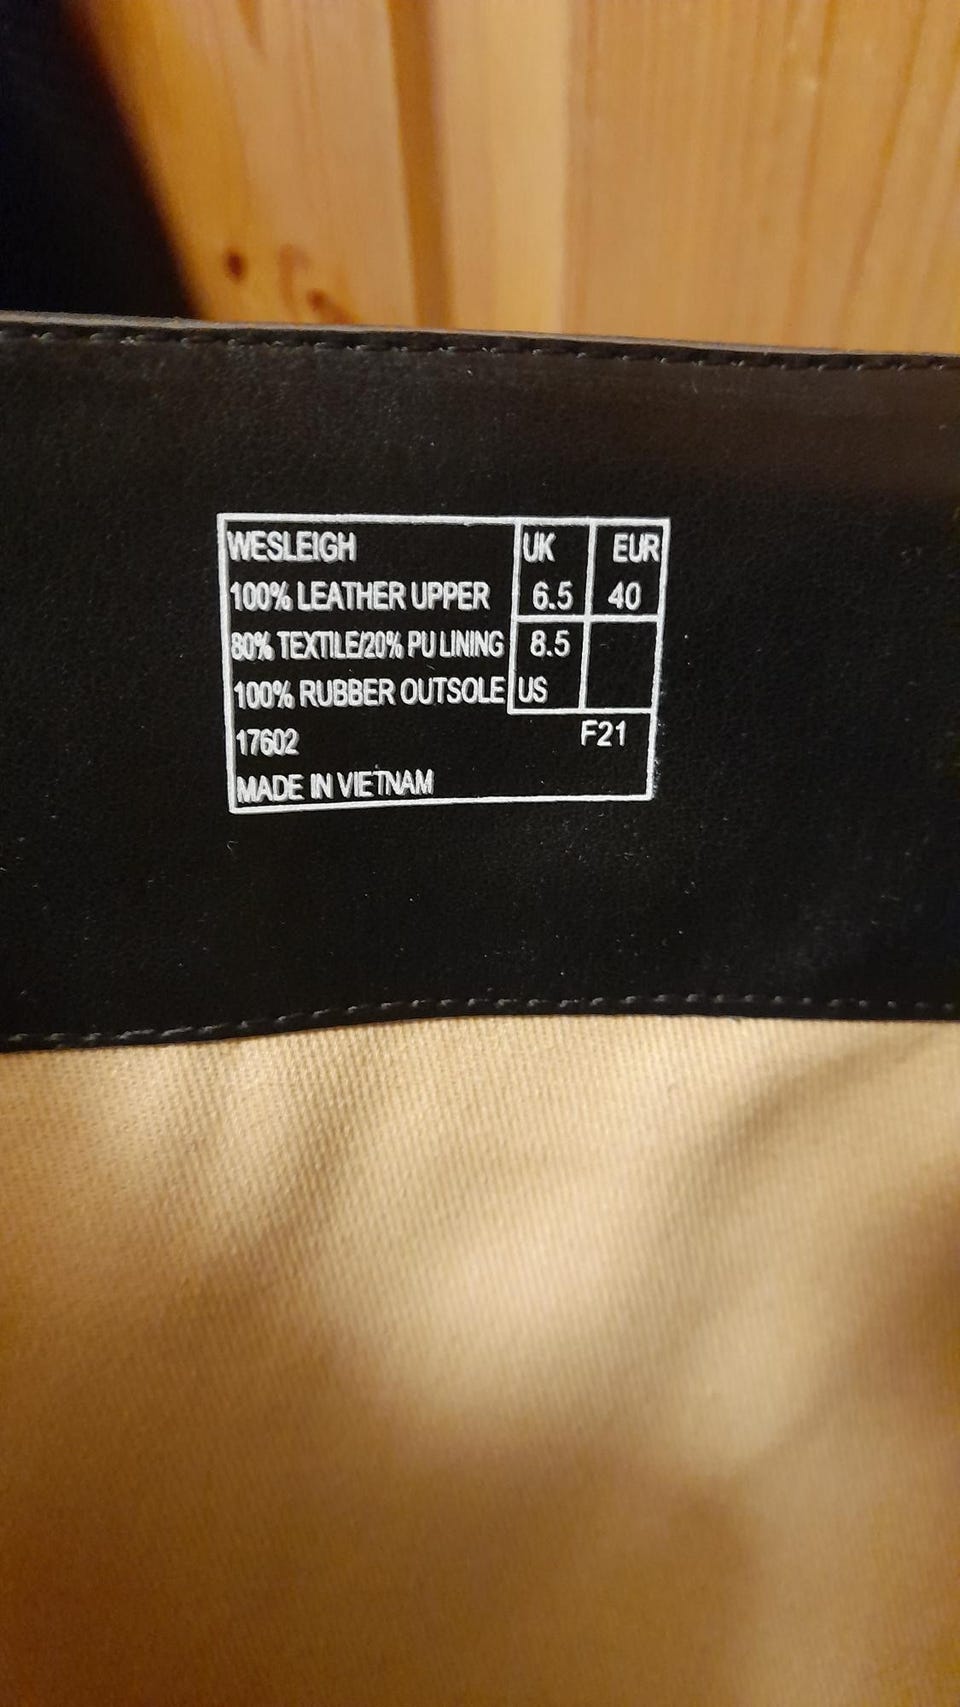 WESLEIGH
100% LEATHER UPPER
80% TEXTILE/20% PU LINING
100% RUBBER OUTSOLE
17602
MADE IN VIETNAM
UK EUR
6.5 40
8.5
US
F21